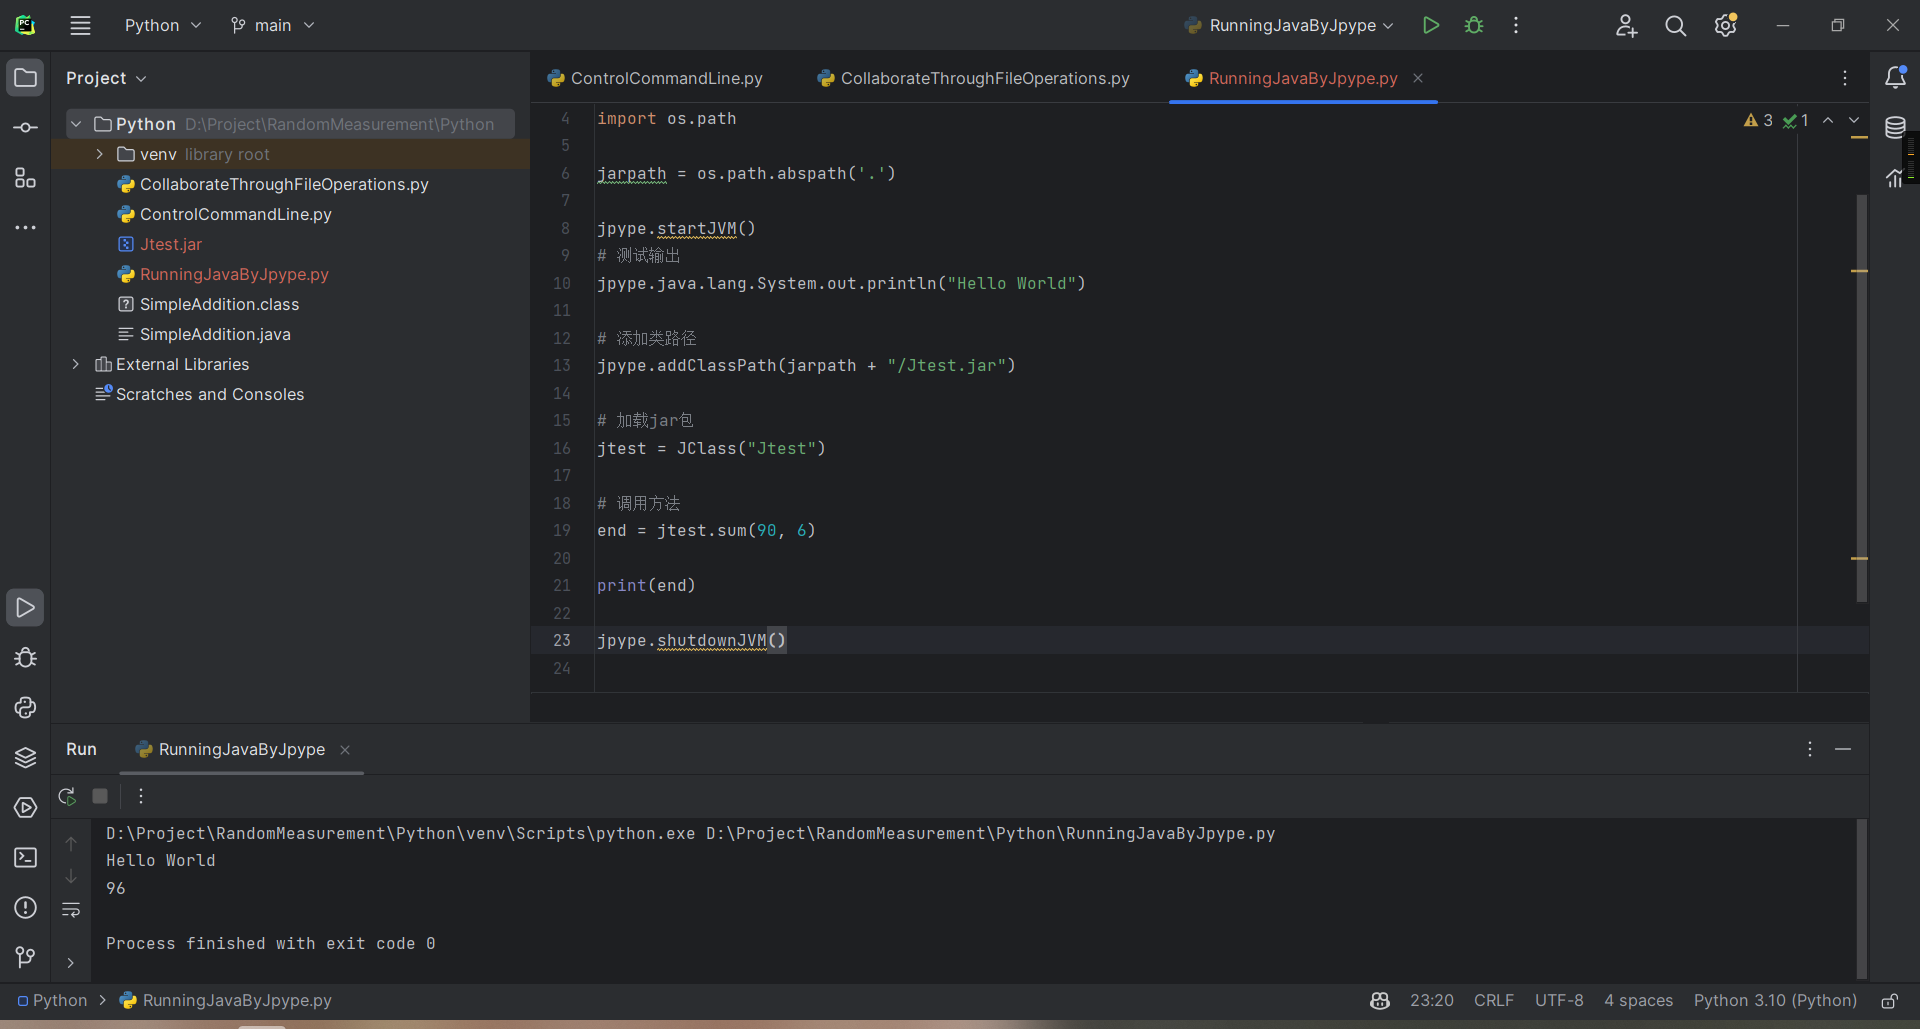 Python
main
RunningJavaByJpype
Project
Python D:\Project\RandomMeasurement\Python
venv library root
CollaborateThroughFileOperations.py
ControlCommandLine.py
Jtest.jar
RunningJavaByJpype.py
SimpleAddition.class
SimpleAddition.java
External Libraries
Scratches and Consoles
ControlCommandLine.py
CollaborateThroughFileOperations.py
RunningJavaByJpype.py
3 1
4 import os.path
5
6 jarpath = os.path.abspath('.')
7
8 jpype.startJVM()
9 # 测试输出
10 jpype.java.lang.System.out.println("Hello World")
11
12 # 添加类路径
13 jpype.addClassPath(jarpath + "/Jtest.jar")
14
15 # 加载jar包
16 jtest = JClass("Jtest")
17
18 # 调用方法
19 end = jtest.sum(90, 6)
20
21 print(end)
22
23 jpype.shutdownJVM()
24
Run RunningJavaByJpype
D:\Project\RandomMeasurement\Python\venv\Scripts\python.exe D:\Project\RandomMeasurement\Python\RunningJavaByJpype.py
Hello World
96
Process finished with exit code 0
Python > RunningJavaByJpype.py
23:20 CRLF UTF-8 4 spaces Python 3.10 (Python)